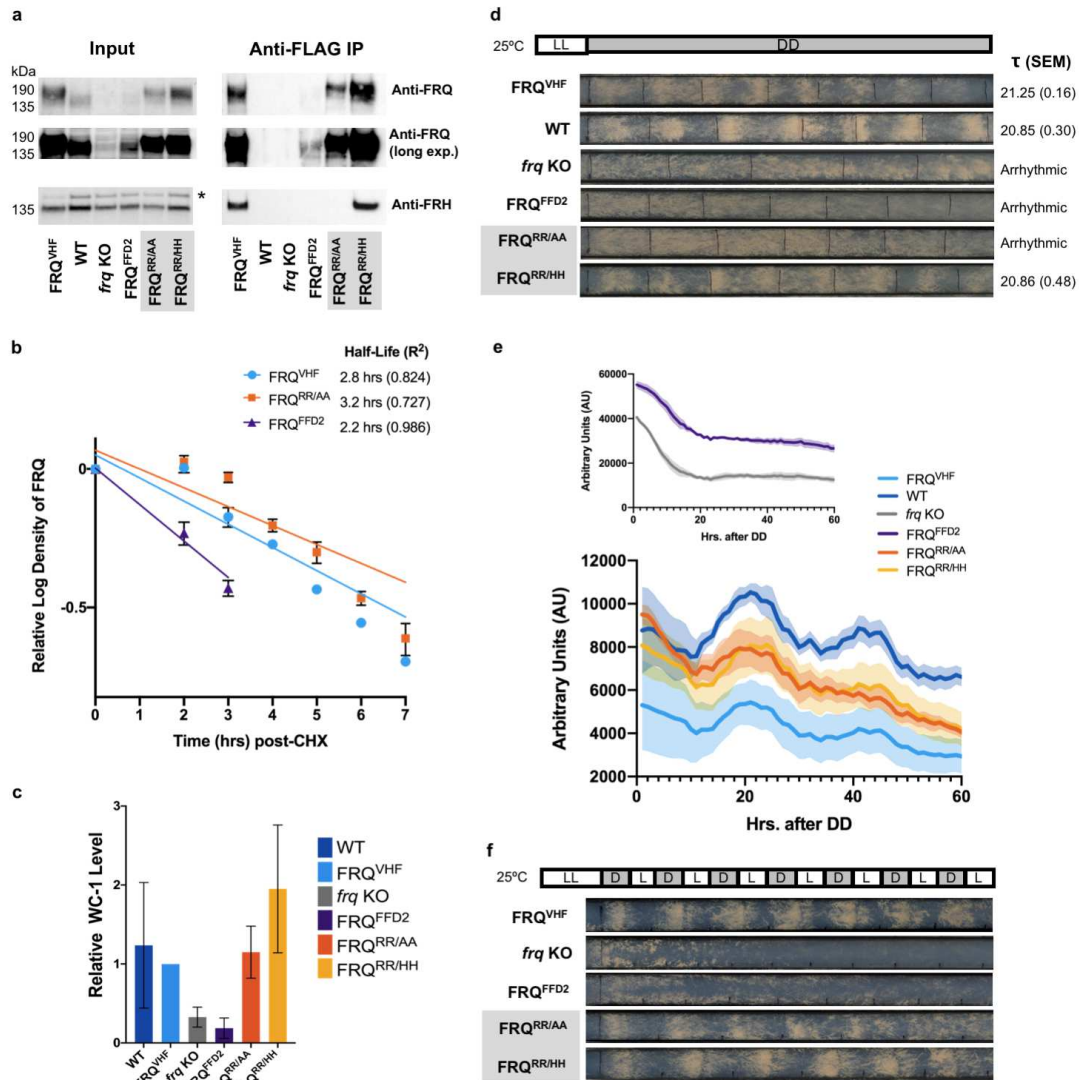 a
Input
Anti-FLAG IP
kDa
190
135
Anti-FRQ
190
135
Anti-FRQ
(long exp.)
135
*
Anti-FRH
FRQVHF
WT
frq KO
FRQFFD2
FRQRR/AA
FRQRR/HH
FRQVHF
WT
frq KO
FRQFFD2
FRQRR/AA
FRQRR/HH
b
Half-Life (R2)
FRQVHF 2.8 hrs (0.824)
FRQRR/AA 3.2 hrs (0.727)
FRQFFD2 2.2 hrs (0.986)
Relative Log Density of FRQ
0
-0.5
0 1 2 3 4 5 6 7
Time (hrs) post-CHX
c
Relative WC-1 Level
3
2
1
0
WT
FRQVHF
frq KO
FRQFFD2
FRQRR/AA
FRQRR/HH
WT
FRQVHF
frq KO
RQFFD2
QRR/AA
QRR/HH
d
25ºC LL DD
τ (SEM)
FRQVHF 21.25 (0.16)
WT 20.85 (0.30)
frq KO Arrhythmic
FRQFFD2 Arrhythmic
FRQRR/AA Arrhythmic
FRQRR/HH 20.86 (0.48)
e
Arbitrary Units (AU)
60000
40000
20000
0
0 20 40 60
Hrs. after DD
FRQVHF
WT
frq KO
FRQFFD2
FRQRR/AA
FRQRR/HH
Arbitrary Units (AU)
12000
10000
8000
6000
4000
2000
0 20 40 60
Hrs. after DD
f
25ºC LL D L D L D L D L D L D L D L
FRQVHF
frq KO
FRQFFD2
FRQRR/AA
FRQRR/HH